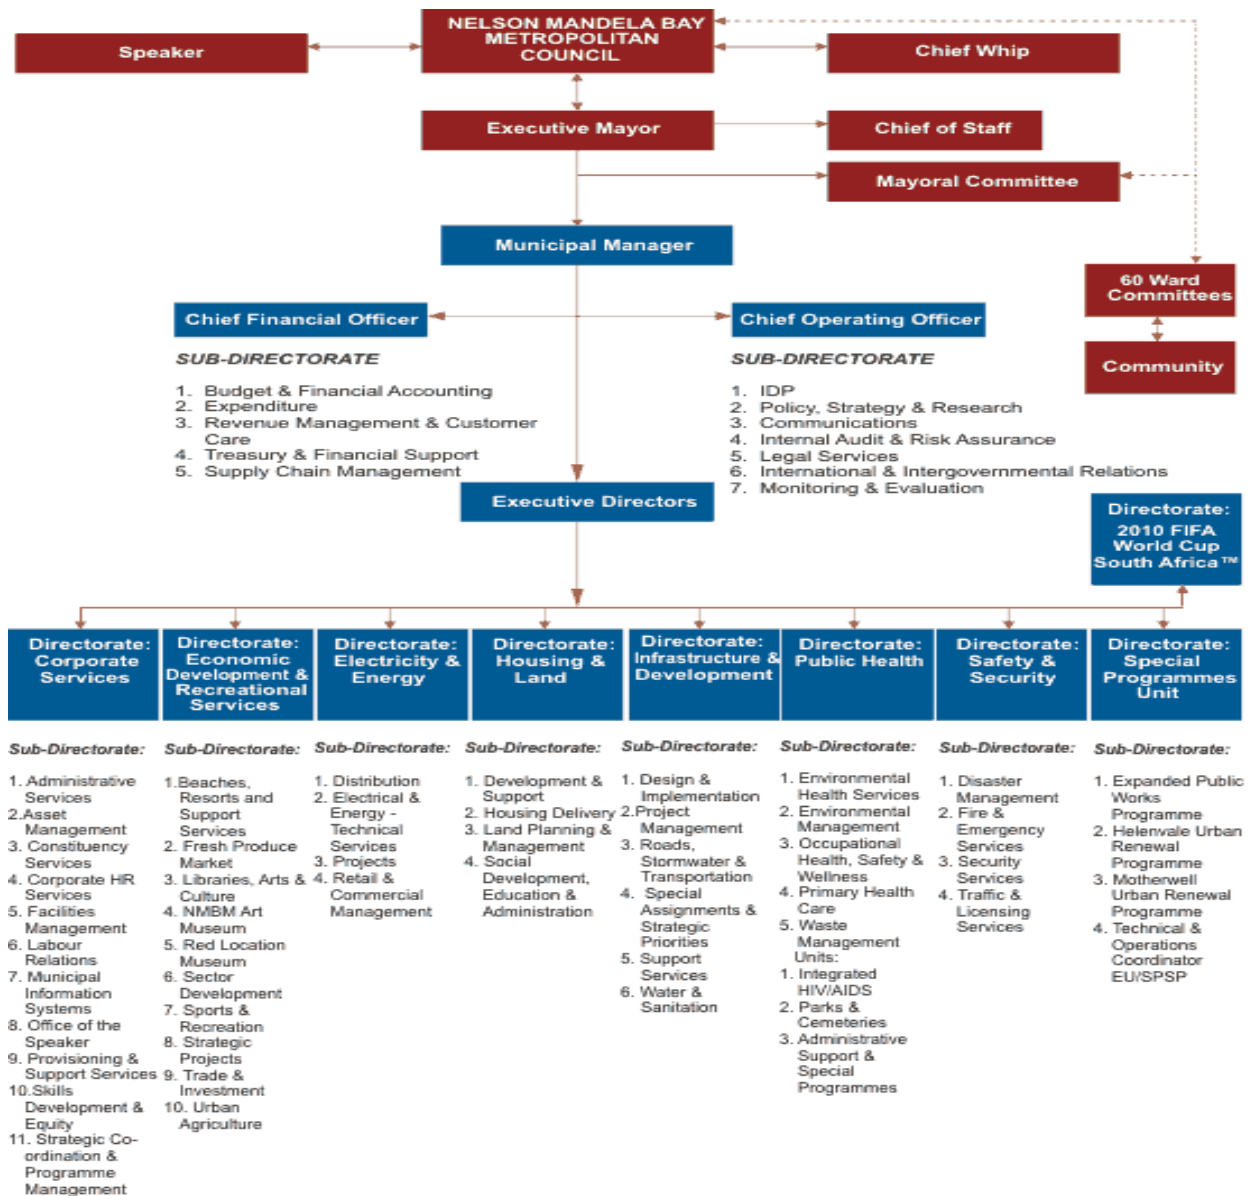 NELSON MANDELA BAY
METROPOLITAN
COUNCIL
Speaker
Chief Whip
Executive Mayor
Chief of Staff
Mayoral Committee
Municipal Manager
60 Ward
Committees
Community
Chief Financial Officer
SUB-DIRECTORATE
1. Budget & Financial Accounting
2. Expenditure
3. Revenue Management & Customer
Care
4. Treasury & Financial Support
5. Supply Chain Management
Chief Operating Officer
SUB-DIRECTORATE
1. IDP
2. Policy, Strategy & Research
3. Communications
4. Internal Audit & Risk Assurance
5. Legal Services
6. International & Intergovernmental Relations
7. Monitoring & Evaluation
Executive Directors
Directorate:
2010 FIFA
World Cup
South Africa™
Directorate:
Corporate
Services
Sub-Directorate:
1. Administrative
Services
2.Asset
Management
3. Constituency
Services
4. Corporate HR
Services
5. Facilities
Management
6. Labour
Relations
7. Municipal
Information
Systems
8. Office of the
Speaker
9. Provisioning &
Support Services
10.Skills
Development &
Equity
11. Strategic Co-
ordination &
Programme
Management
Directorate:
Economic
Development &
Recreational
Services
Sub-Directorate:
1.Beaches,
Resorts and
Support
Services
2. Fresh Produce
Market
3. Libraries, Arts &
Culture
4. NMBM Art
Museum
5. Red Location
Museum
6. Sector
Development
7. Sports &
Recreation
8. Strategic
Projects
9. Trade &
Investment
10. Urban
Agriculture
Directorate:
Electricity &
Energy
Sub-Directorate:
1. Distribution
2. Electrical &
Energy -
Technical
Services
3. Projects
4. Retail &
Commercial
Management
Directorate:
Housing &
Land
Sub-Directorate:
1. Development &
Support
2. Housing Delivery
3. Land Planning &
Management
4. Social
Development,
Education &
Administration
Directorate:
Infrastructure &
Development
Sub-Directorate:
1. Design &
Implementation
2.Project
Management
3. Roads,
Stormwater &
Transportation
4. Special
Assignments &
Strategic
Priorities
5. Support
Services
6. Water &
Sanitation
Directorate:
Public Health
Sub-Directorate:
1. Environmental
Health Services
2. Environmental
Management
3. Occupational
Health, Safety &
Wellness
4. Primary Health
Care
5. Waste
Management
Units:
1. Integrated
HIV/AIDS
2. Parks &
Cemeteries
3. Administrative
Support &
Special
Programmes
Directorate:
Safety &
Security
Sub-Directorate:
1. Disaster
Management
2. Fire &
Emergency
Services
3. Security
Services
4. Traffic &
Licensing
Services
Directorate:
Special
Programmes
Unit
Sub-Directorate:
1. Expanded Public
Works
Programme
2. Helenvale Urban
Renewal
Programme
3. Motherwell
Urban Renewal
Programme
4. Technical &
Operations
Coordinator
EU/SPSP